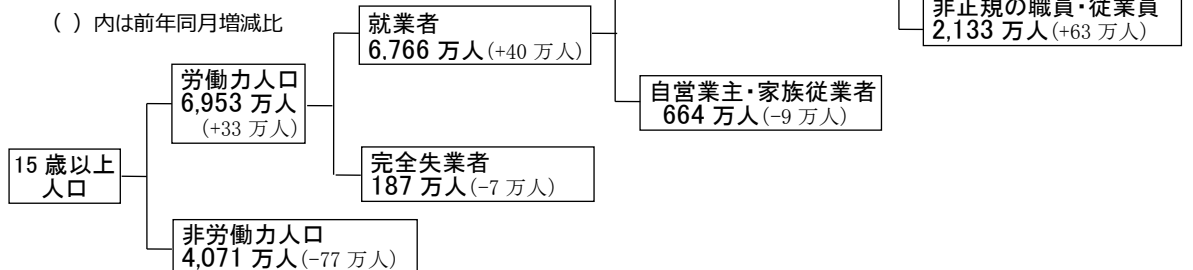 ( ) 内は前年同月増減比
就業者
6,766 万人(+40 万人)
非正規の職員・従業員
2,133 万人(+63 万人)
労働力人口
6,953 万人
(+33 万人)
自営業主・家族従業者
664 万人(-9 万人)
15 歳以上
人口
完全失業者
187 万人(-7 万人)
非労働力人口
4,071 万人(-77 万人)